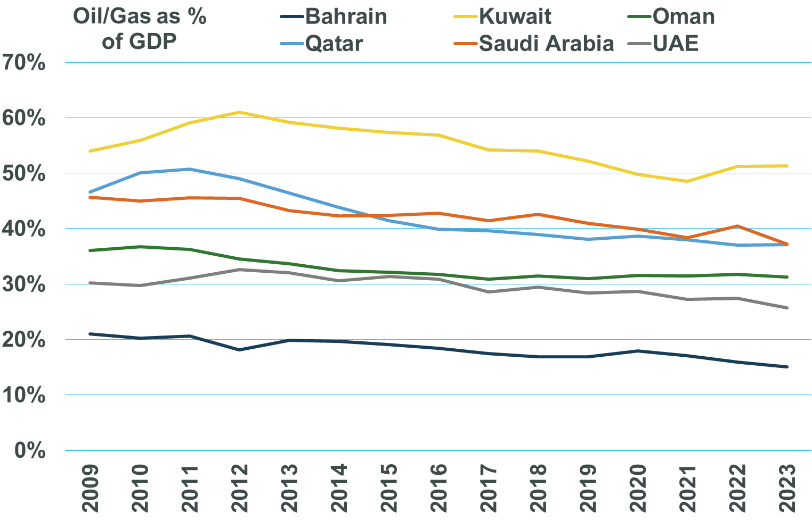 Oil/Gas as %
of GDP
Bahrain
Kuwait
Oman
Qatar
Saudi Arabia
UAE
70%
60%
50%
40%
30%
20%
10%
0%
2009
2010
2011
2012
2013
2014
2015
2016
2017
2018
2019
2020
2021
2022
2023